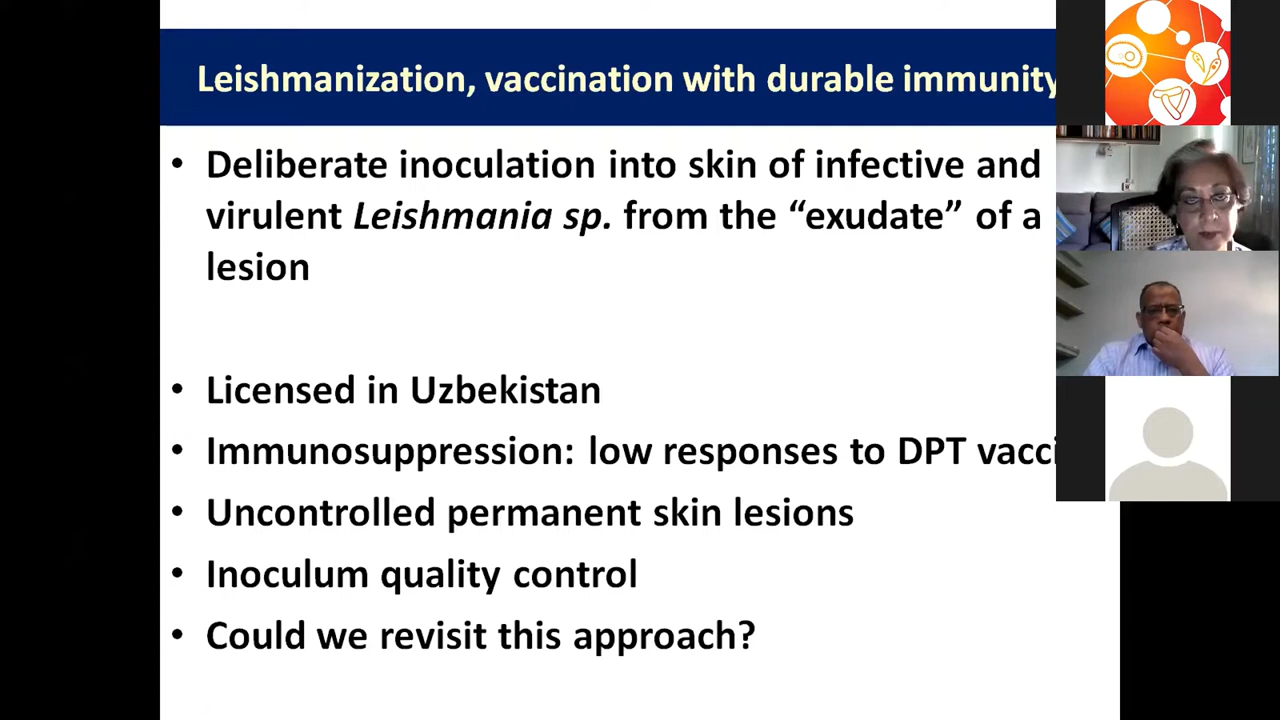 Leishmanization, vaccination with durable immunity
• Deliberate inoculation into skin of infective and
virulent Leishmania sp. from the “exudate” of a
lesion
• Licensed in Uzbekistan
• Immunosuppression: low responses to DPT
• Uncontrolled permanent skin lesions
• Inoculum quality control
• Could we revisit this approach?